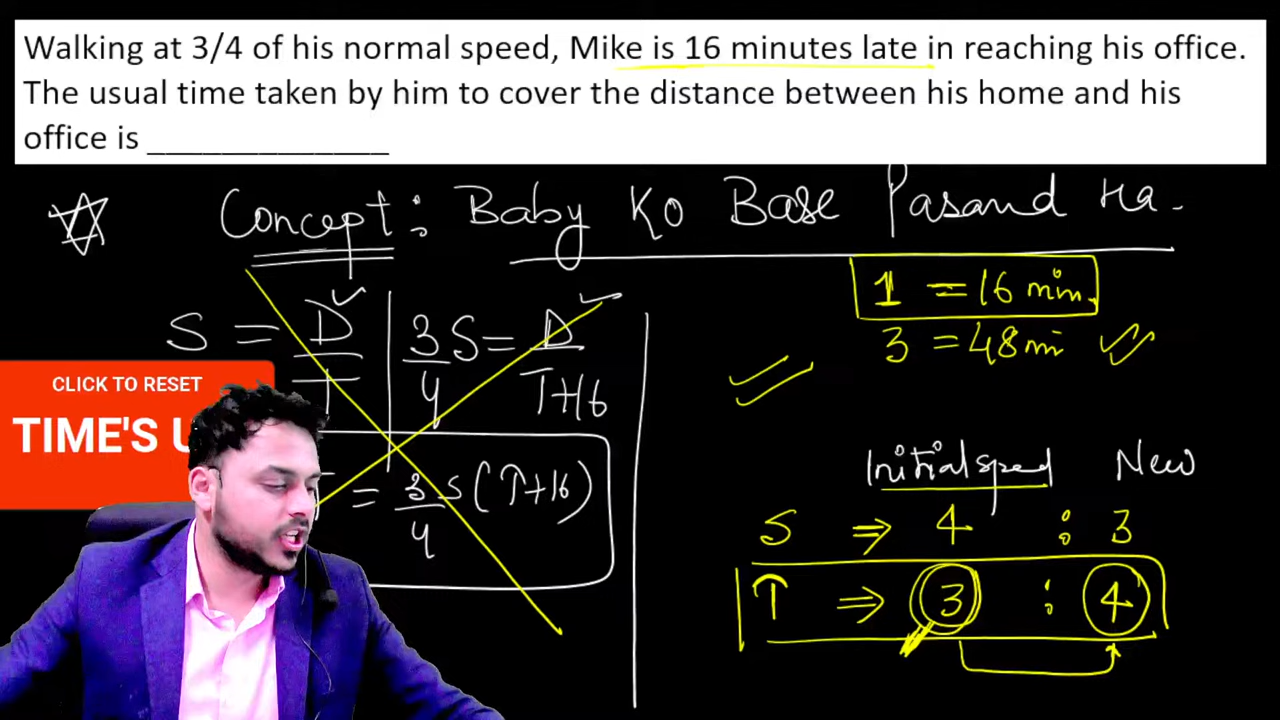 Walking at 3/4 of his normal speed, Mike is 16 minutes late in reaching his office.
The usual time taken by him to cover the distance between his home and his
office is _______________
Concept: Baby Ko Base Pasand Ha.
S = D/T | 3/4 S = D/T+16
= 3/4 S (T+16)
1 = 16 min.
3 = 48 mi
Initial speed New
S ⇒ 4 : 3
T ⇒ 3 : 4
CLICK TO RESET
TIME'S U